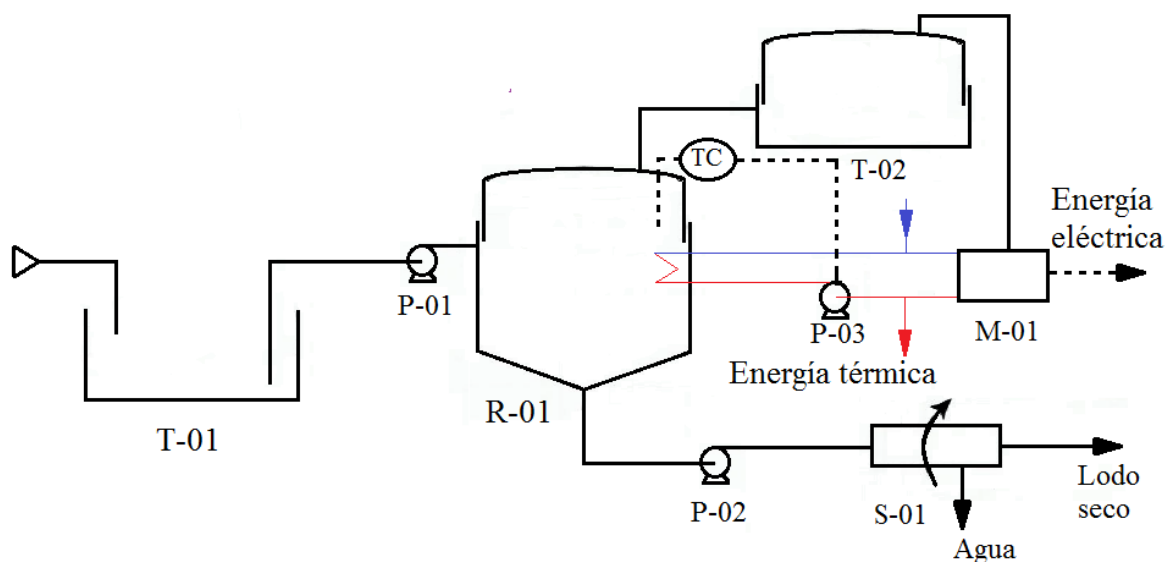 TC
T-02
Energía
eléctrica
P-01
P-03
M-01
Energía térmica
R-01
T-01
P-02
S-01
Lodo
seco
Agua